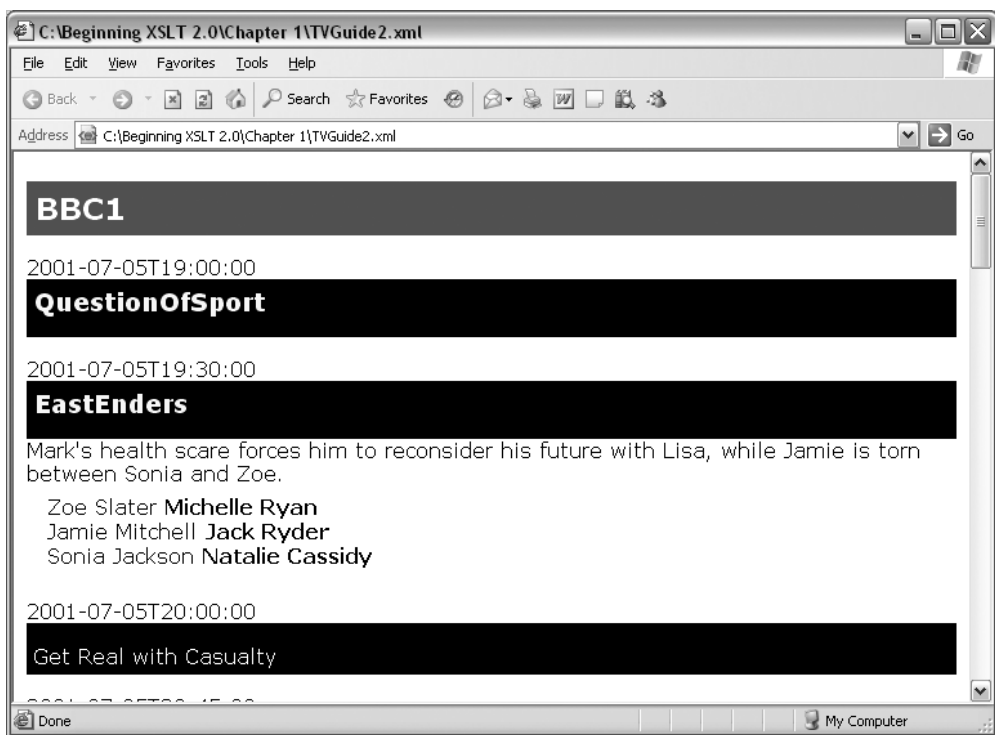 C:\Beginning XSLT 2.0\Chapter 1\TVGuide2.xml
File Edit View Favorites Tools Help
Back Search Favorites
Address C:\Beginning XSLT 2.0\Chapter 1\TVGuide2.xml Go
BBC1
2001-07-05T19:00:00
QuestionOfSport
2001-07-05T19:30:00
EastEnders
Mark's health scare forces him to reconsider his future with Lisa, while Jamie is torn
between Sonia and Zoe.
Zoe Slater Michelle Ryan
Jamie Mitchell Jack Ryder
Sonia Jackson Natalie Cassidy
2001-07-05T20:00:00
Get Real with Casualty
Done My Computer